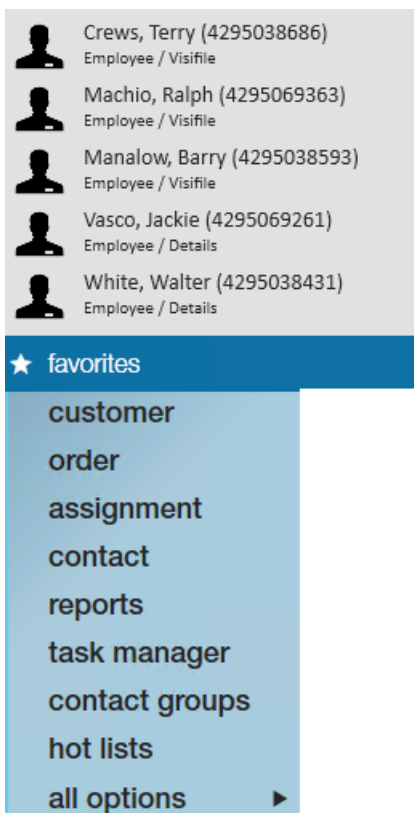 Crews, Terry (4295038686)
Employee / Visifile
Machio, Ralph (4295069363)
Employee / Visifile
Manalow, Barry (4295038593)
Employee / Visifile
Vasco, Jackie (4295069261)
Employee / Details
White, Walter (4295038431)
Employee / Details
favorites
customer
order
assignment
contact
reports
task manager
contact groups
hot lists
all options